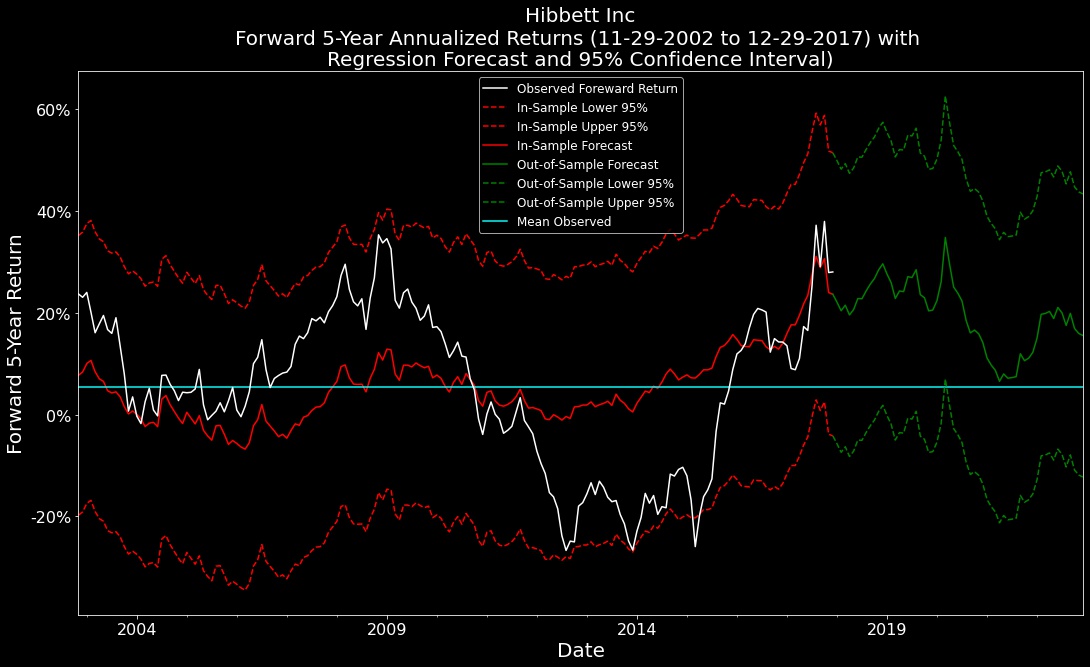 Hibbett Inc
Forward 5-Year Annualized Returns (11-29-2002 to 12-29-2017) with
Regression Forecast and 95% Confidence Interval)
Observed Foreward Return
In-Sample Lower 95%
In-Sample Upper 95%
In-Sample Forecast
Out-of-Sample Forecast
Out-of-Sample Lower 95%
Out-of-Sample Upper 95%
Mean Observed
Forward 5-Year Return
60%
40%
20%
0%
-20%
2004
2009
2014
2019
Date